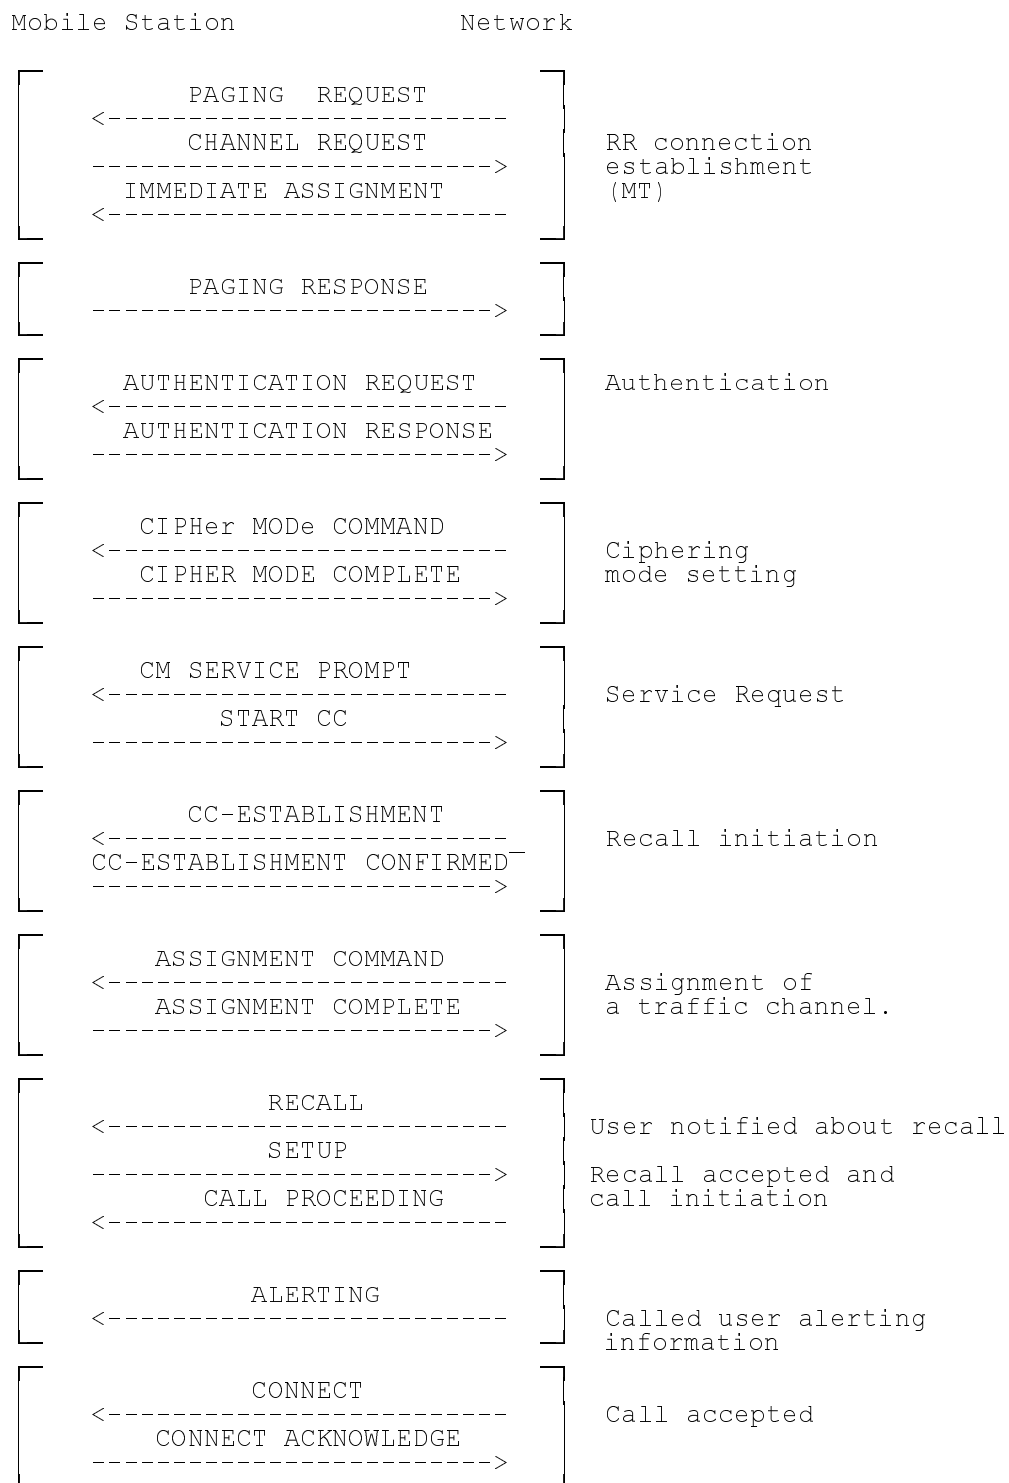 Mobile Station Network
PAGING REQUEST
<--------------------------
CHANNEL REQUEST
RR connection
------------------------->
establishment
IMMEDIATE ASSIGNMENT
(MT)
<--------------------------
PAGING RESPONSE
------------------------->
AUTHENTICATION REQUEST
Authentication
<--------------------------
AUTHENTICATION RESPONSE
------------------------->
CIPHer MODe COMMAND
<--------------------------
Ciphering
CIPHER MODE COMPLETE
mode setting
------------------------->
CM SERVICE PROMPT
<--------------------------
Service Request
START CC
------------------------->
CC-ESTABLISHMENT
<--------------------------
Recall initiation
CC-ESTABLISHMENT CONFIRMED
------------------------->
ASSIGNMENT COMMAND
<--------------------------
Assignment of
ASSIGNMENT COMPLETE
a traffic channel.
------------------------->
RECALL
<--------------------------
User notified about recall
SETUP
------------------------->
Recall accepted and
CALL PROCEEDING
call initiation
<--------------------------
ALERTING
<--------------------------
Called user alerting
information
CONNECT
<--------------------------
Call accepted
CONNECT ACKNOWLEDGE
------------------------->